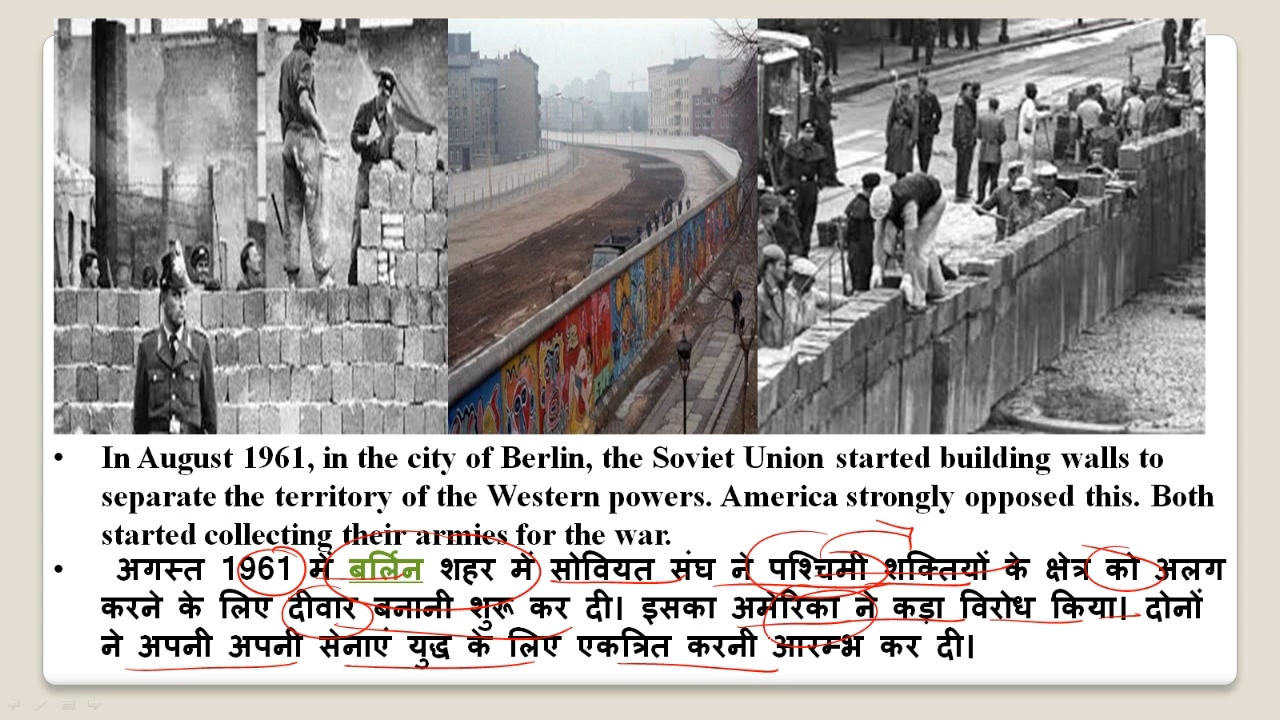 • In August 1961, in the city of Berlin, the Soviet Union started building walls to
separate the territory of the Western powers. America strongly opposed this. Both
started collecting their armies for the war.
• अगस्त 1961 में बर्लिन शहर में सोवियत संघ ने पश्चिमी शक्तियों के क्षेत्र को अलग
करने के लिए दीवार बनानी शुरू कर दी। इसका अमेरिका ने कड़ा विरोध किया। दोनों
ने अपनी अपनी सेनाएं युद्ध के लिए एकत्रित करनी आरम्भ कर दी।